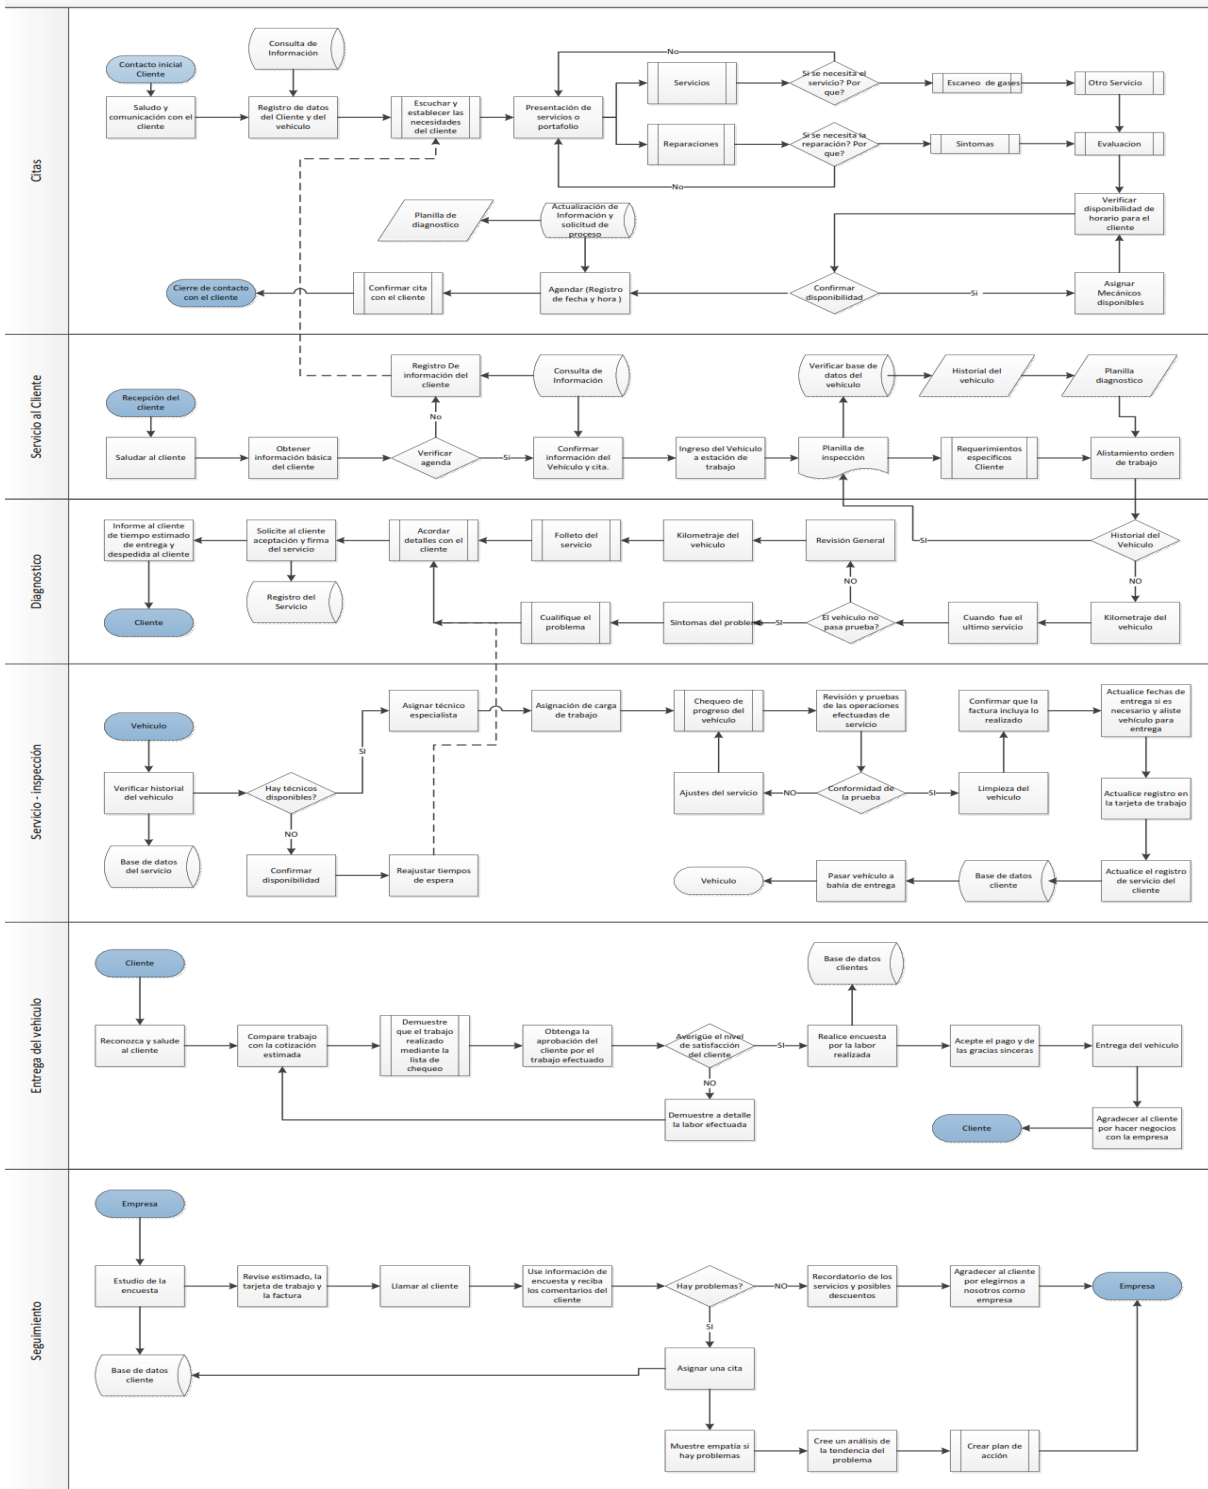 Citas
Contacto inicial
Cliente
Consulta de
Información
Saludo y
comunicación con el
cliente
Registro de datos
del Cliente y del
vehiculo
Escuchar y
establecer las
necesidades
del cliente
Presentación de
servicios o
portafolio
No
Servicios
Si se necesita el
servicio? Por
que?
Escaneo de gases
Otro Servicio
Reparaciones
Si se necesita la
reparación? Por
que?
Sintomas
Evaluacion
No
Planilla de
diagnostico
Actualización de
Información y
solicitud de
proceso
Verificar
disponibilidad de
horario para el
cliente
Cierre de contacto
con el cliente
Confirmar cita
con el cliente
Agendar (Registro
de fecha y hora )
Confirmar
disponibilidad
Si
Asignar
Mecánicos
disponibles
Servicio al Cliente
Recepción del
cliente
Registro De
información del
cliente
Consulta de
Información
Verificar base de
datos del
vehículo
Historial del
vehiculo
Planilla
diagnostico
No
Saludar al cliente
Obtener
información básica
del cliente
Verificar
agenda
Si
Confirmar
información del
Vehículo y cita.
Ingreso del Vehículo
a estación de
trabajo
Planilla de
inspección
Requerimientos
especificos
Cliente
Alistamiento orden
de trabajo
Diagnostico
Informe al cliente
de tiempo estimado
de entrega y
despedida al cliente
Solicite al cliente
aceptación y firma
del servicio
Acordar
detalles con el
cliente
Folleto del
servicio
Kilometraje del
vehiculo
Revisión General
SI
Historial del
Vehiculo
NO
NO
Cliente
Registro del
Servicio
Cualifique el
problema
Sintomas del problem
SI
El vehículo no
pasa prueba?
Cuando fue el
ultimo servicio
Kilometraje del
vehiculo
Servicio - inspección
Vehiculo
Asignar técnico
especialista
Asignación de carga
de trabajo
Chequeo de
progreso del
vehículo
Revisión y pruebas
de las operaciones
efectuadas de
servicio
Confirmar que la
factura incluya lo
realizado
Actualice fechas de
entrega si es
necesario y aliste
vehículo para
entrega
SI
Verificar historial
del vehiculo
Hay técnicos
disponibles?
NO
Ajustes del servicio
NO
Conformidad de
la prueba
SI
Limpieza del
vehiculo
Actualice registro en
la tarjeta de trabajo
Base de datos
del servicio
Confirmar
disponibilidad
Reajustar tiempos
de espera
Vehiculo
Pasar vehículo a
bahía de entrega
Base de datos
cliente
Actualice el registro
de servicio del
cliente
Entrega del vehiculo
Cliente
Base de datos
clientes
Reconozca y salude
al cliente
Compare trabajo
con la cotización
estimada
Demuestre
que el trabajo
realizado
mediante la
lista de
chequeo
Obtenga la
aprobación del
cliente por el
trabajo efectuado
Averigüe el nivel
de satisfacción
del cliente
SI
Realice encuesta
por la labor
realizada
Acepte el pago y de
las gracias sinceras
Entrega del vehiculo
NO
Demuestre a detalle
la labor efectuada
Cliente
Agradecer al cliente
por hacer negocios
con la empresa
Seguimiento
Empresa
Estudio de la
encuesta
Revise estimado, la
tarjeta de trabajo y
la factura
Llamar al cliente
Use información de
encuesta y reciba
los comentarios del
cliente
Hay problemas?
NO
Recordatorio de los
servicios y posibles
descuentos
Agradecer al cliente
por elegirnos a
nosotros como
empresa
Empresa
SI
Base de datos
cliente
Asignar una cita
Muestre empatía si
hay problemas
Cree un análisis de
la tendencia del
problema
Crear plan de
acción